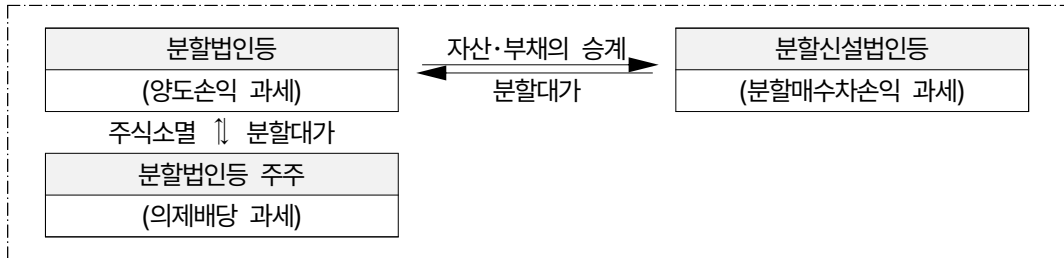 분할법인등
(양도손익 과세)
자산·부채의 승계
분할대가
분할신설법인등
(분할매수차손익 과세)
주식소멸 ⇅ 분할대가
분할법인등 주주
(의제배당 과세)